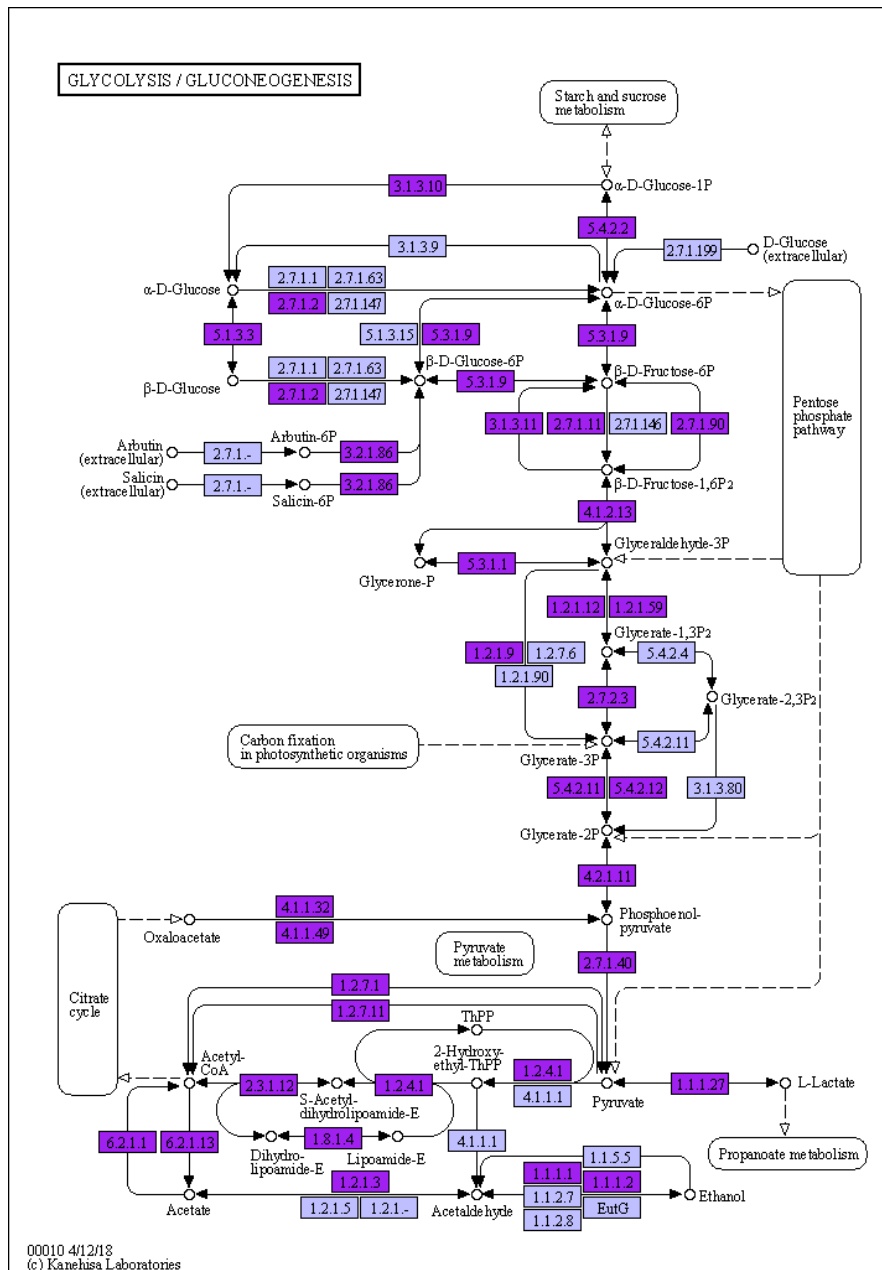 GLYCOLYSIS / GLUCONEOGENESIS
Starch and sucrose
metabolism
3.1.3.10
α-D-Glucose-1P
5.4.2.2
3.1.3.9
2.7.1.199
D-Glucose
(extracellular)
2.7.1.1
2.7.1.63
α-D-Glucose
2.7.1.2
2.7.1.147
α-D-Glucose-6P
5.1.3.3
5.1.3.15
5.3.1.9
5.3.1.9
2.7.1.1
2.7.1.63
β-D-Glucose-6P
β-D-Fructose-6P
β-D-Glucose
2.7.1.2
2.7.1.147
5.3.1.9
Pentose
phosphate
pathway
3.1.3.11
2.7.1.11
2.7.1.146
2.7.1.90
Arbutin
(extracellular)
2.7.1.-
Arbutin-6P
3.2.1.86
Salicin
(extracellular)
2.7.1.-
Salicin-6P
3.2.1.86
β-D-Fructose-1,6P2
4.1.2.13
Glyceraldehyde-3P
Glycerone-P
5.3.1.1
1.2.1.12
1.2.1.59
Glycerate-1,3P2
1.2.1.9
1.2.7.6
5.4.2.4
1.2.1.90
2.7.2.3
Glycerate-2,3P2
Carbon fixation
in photosynthetic organisms
Glycerate-3P
5.4.2.11
5.4.2.11
5.4.2.12
3.1.3.80
Glycerate-2P
4.2.1.11
4.1.1.32
Oxaloacetate
4.1.1.49
Phosphoenol-
pyruvate
Pyruvate
metabolism
2.7.1.40
Citrate
cycle
1.2.7.1
1.2.7.11
ThPP
Acetyl-
CoA
2-Hydroxy-
ethyl-ThPP
2.3.1.12
1.2.4.1
1.2.4.1
4.1.1.1
Pyruvate
1.1.1.27
L-Lactate
S-Acetyl-
dihydrolipoamide-E
6.2.1.1
6.2.1.13
1.8.1.4
4.1.1.1
Dihydro-
lipoamide-E
Lipoamide-E
Propanoate metabolism
1.1.5.5
1.2.1.3
1.1.1.1
1.1.1.2
Acetate
1.2.1.5
1.2.1.-
Acetaldehyde
1.1.2.7
EutG
Ethanol
1.1.2.8
00010 4/12/18
(c) Kanehisa Laboratories